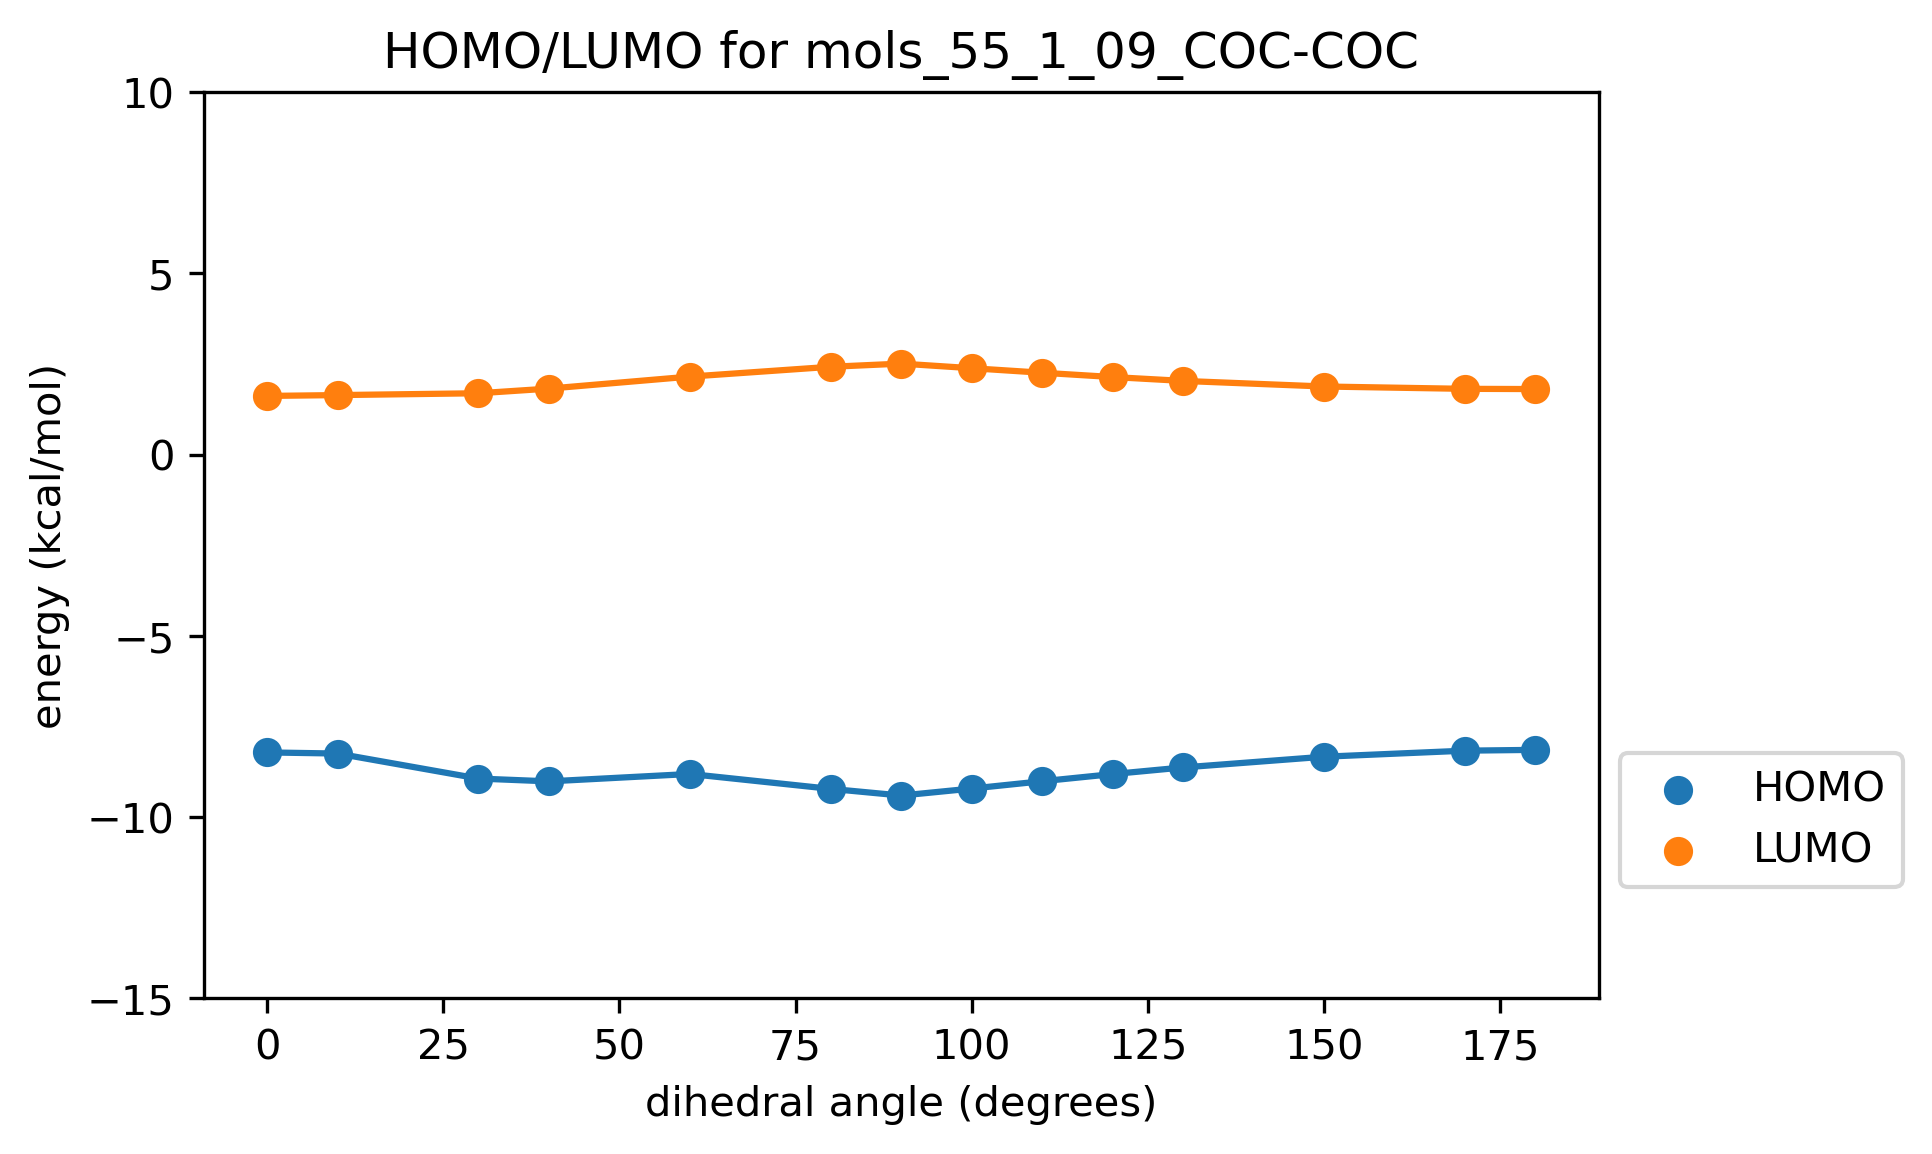 HOMO/LUMO for mols_55_1_09_COC-COC
10
5
0
−5
−10
−15
energy (kcal/mol)
0 25 50 75 100 125 150 175
dihedral angle (degrees)
HOMO
LUMO